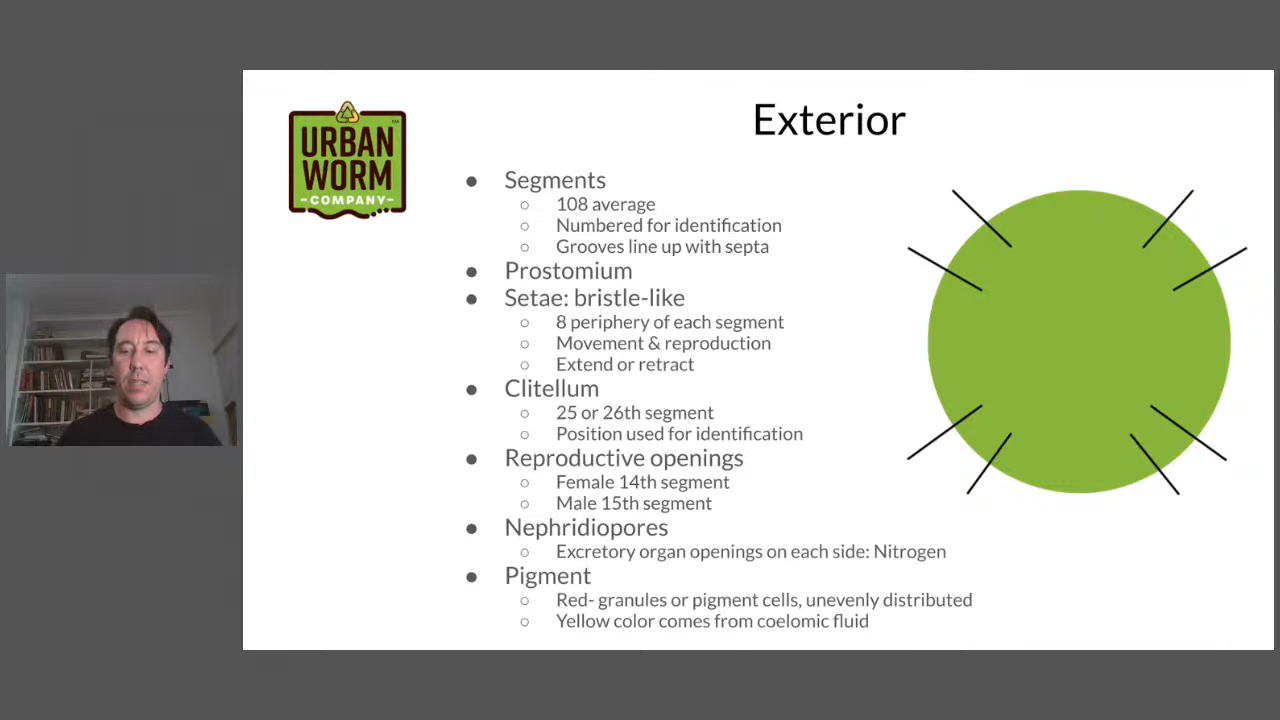 URBAN
WORM
COMPANY
TM
Exterior
● Segments
○ 108 average
○ Numbered for identification
○ Grooves line up with septa
● Prostomium
● Setae: bristle-like
○ 8 periphery of each segment
○ Movement & reproduction
○ Extend or retract
● Clitellum
○ 25 or 26th segment
○ Position used for identification
● Reproductive openings
○ Female 14th segment
○ Male 15th segment
● Nephridiopores
○ Excretory organ openings on each side: Nitrogen
● Pigment
○ Red- granules or pigment cells, unevenly distributed
○ Yellow color comes from coelomic fluid